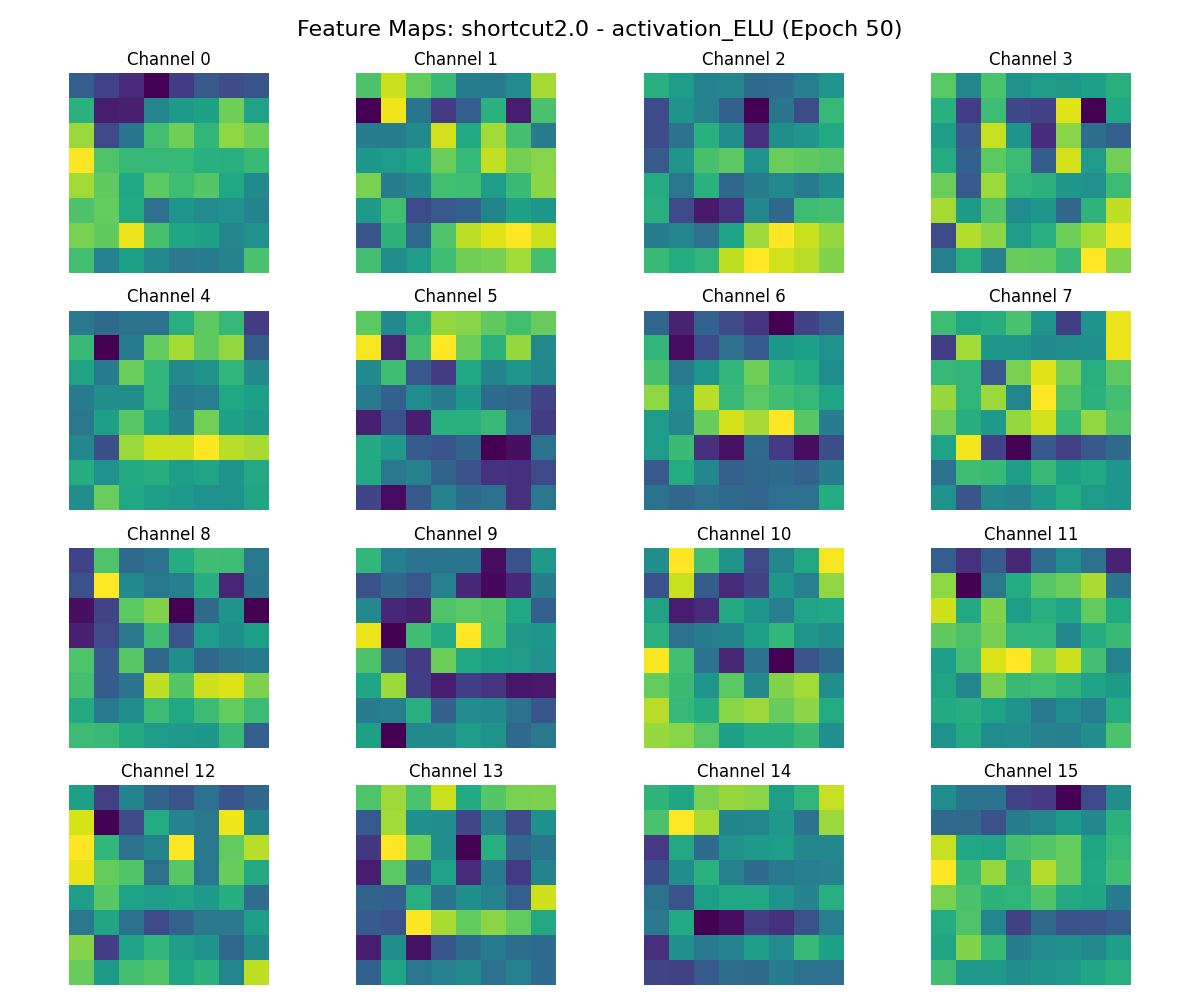 Feature Maps: shortcut2.0 - activation_ELU (Epoch 50)
Channel 0
Channel 1
Channel 2
Channel 3
Channel 4
Channel 5
Channel 6
Channel 7
Channel 8
Channel 9
Channel 10
Channel 11
Channel 12
Channel 13
Channel 14
Channel 15